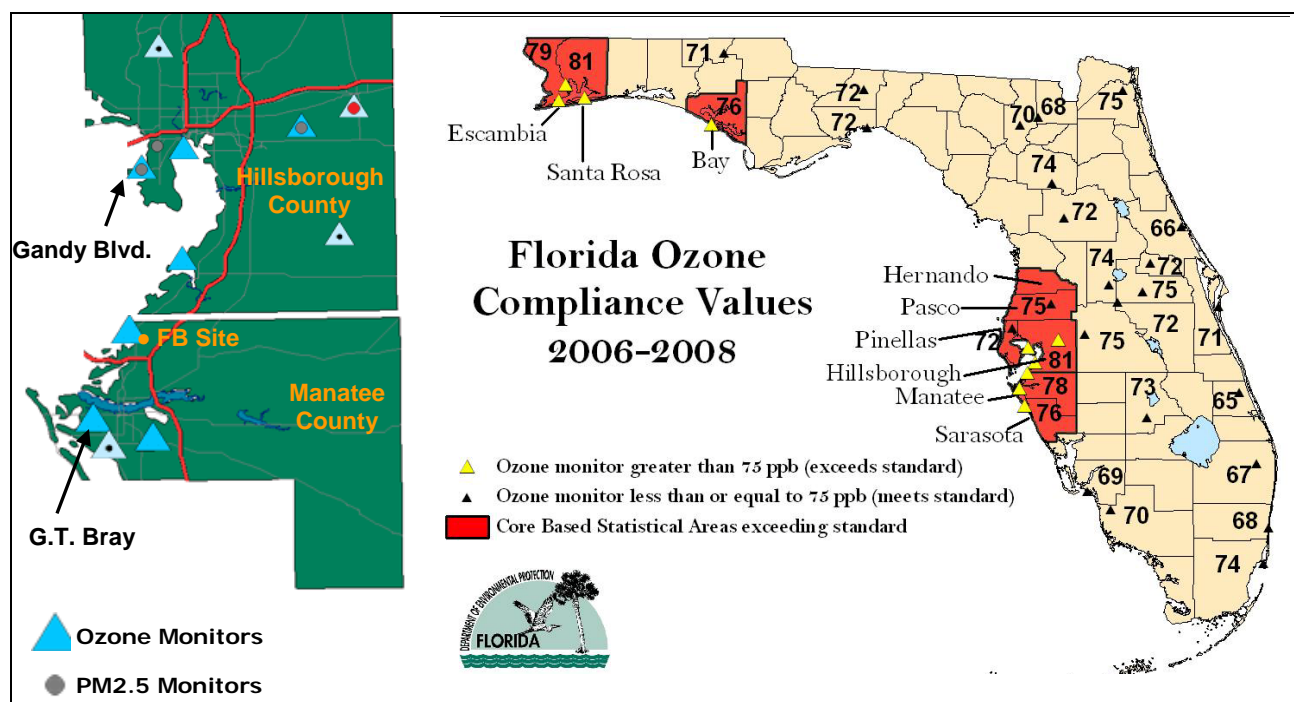 Hillsborough
County
Gandy Blvd.
FB Site
Manatee
County
G.T. Bray
Ozone Monitors
PM2.5 Monitors
79
81
71
76
72
72
70
68
75
Escambia
Santa Rosa
Bay
74
72
66
Florida Ozone
Compliance Values
2006-2008
Hernando
Pasco
75
Pinellas
72
Hillsborough
81
Manatee
78
76
Sarasota
74
72
75
75
72
71
73
65
69
67
70
68
74
Ozone monitor greater than 75 ppb (exceeds standard)
Ozone monitor less than or equal to 75 ppb (meets standard)
Core Based Statistical Areas exceeding standard
DEPARTMENT OF ENVIRONMENTAL PROTECTION
FLORIDA